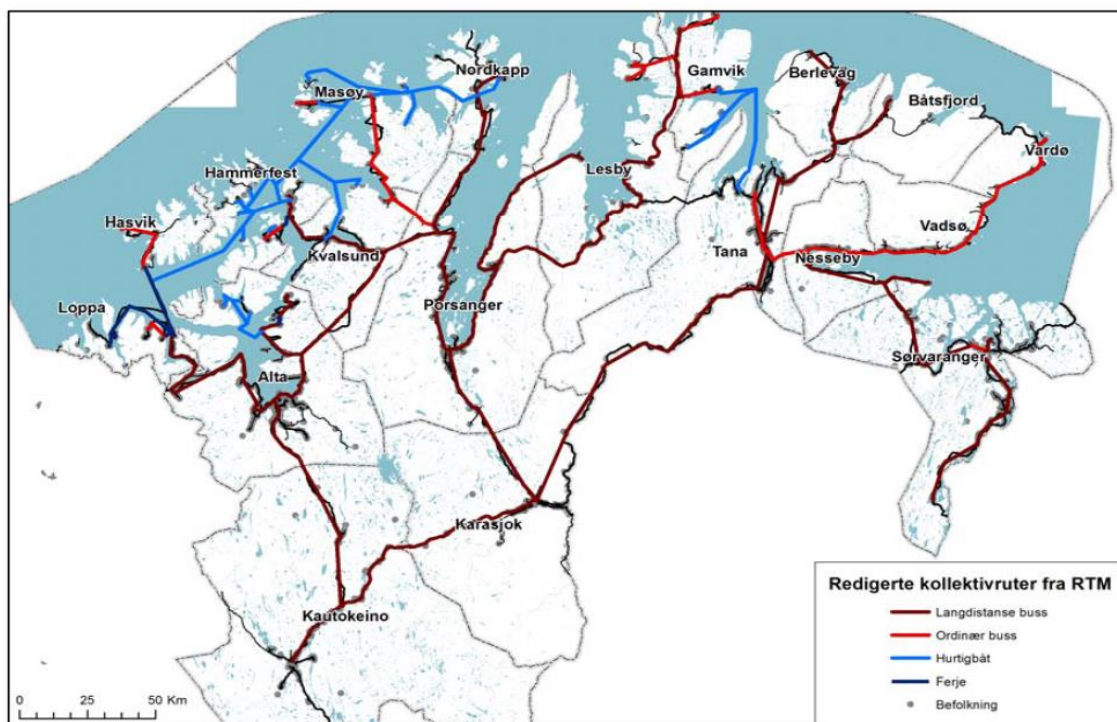 Nordkapp
Gamvik
Berlevåg
Masøy
Båtsfjord
Vardø
Hammerfest
Lesby
Hasvik
Vadsø
Kvalsund
Tana
Nesseby
Loppa
Porsanger
Sørvaranger
Alta
Karasjok
Kautokeino
Redigerte kollektivruter fra RTM
Langdistanse buss
Ordinær buss
Hurtigbåt
Ferje
Befolkning
0 25 50 Km